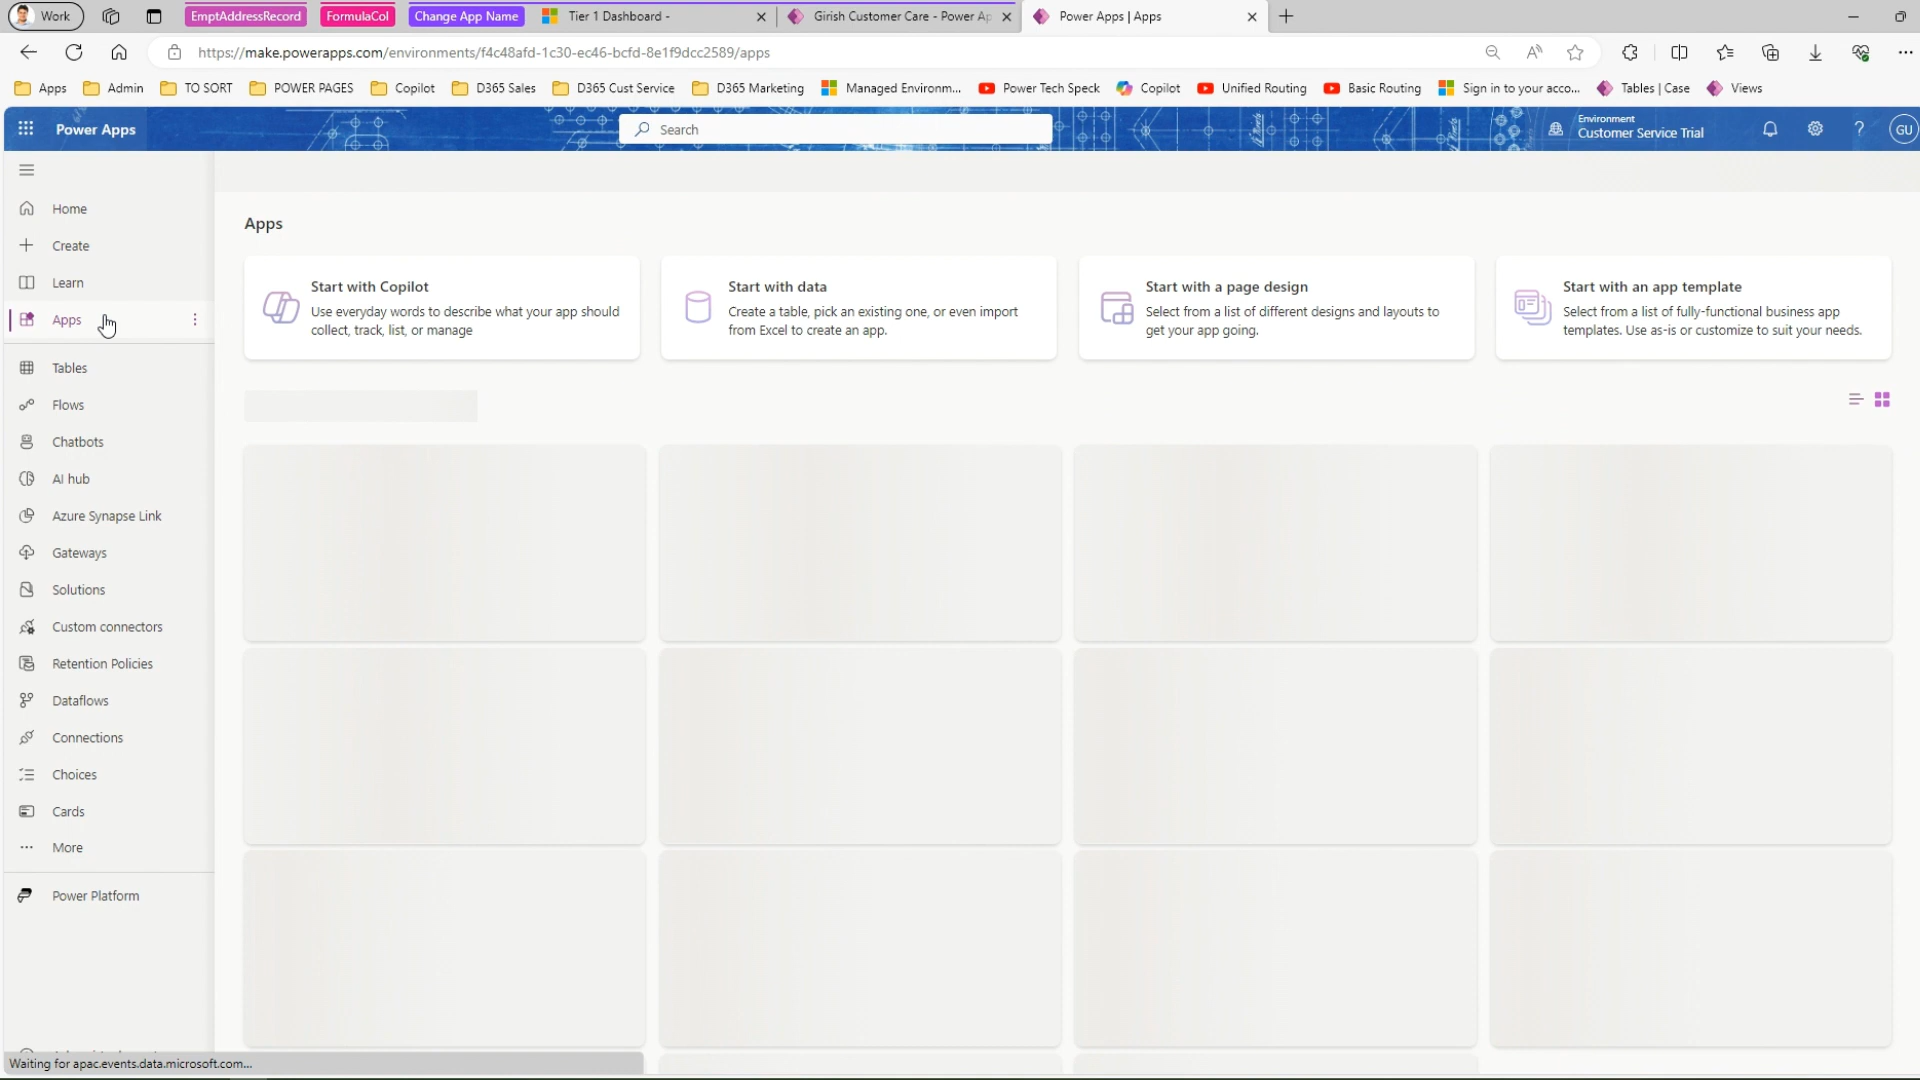 Work
EmptAddressRecord
FormulaCol
Change App Name
Tier 1 Dashboard -
Girish Customer Care - Power Ap
Power Apps | Apps
https://make.powerapps.com/environments/f4c48afd-1c30-ec46-bcfd-8e1f9dcc2589/apps
Apps
Admin
TO SORT
POWER PAGES
Copilot
D365 Sales
D365 Cust Service
D365 Marketing
Managed Environm...
Power Tech Speck
Copilot
Unified Routing
Basic Routing
Sign in to your acco...
Tables | Case
Views
Power Apps
Search
Environment
Customer Service Trial
GU
Home
Create
Learn
Apps
Tables
Flows
Chatbots
AI hub
Azure Synapse Link
Gateways
Solutions
Custom connectors
Retention Policies
Dataflows
Connections
Choices
Cards
More
Power Platform
Apps
Start with Copilot
Use everyday words to describe what your app should
collect, track, list, or manage
Start with data
Create a table, pick an existing one, or even import
from Excel to create an app.
Start with a page design
Select from a list of different designs and layouts to
get your app going.
Start with an app template
Select from a list of fully-functional business app
templates. Use as-is or customize to suit your needs.
Waiting for apac.events.data.microsoft.com...